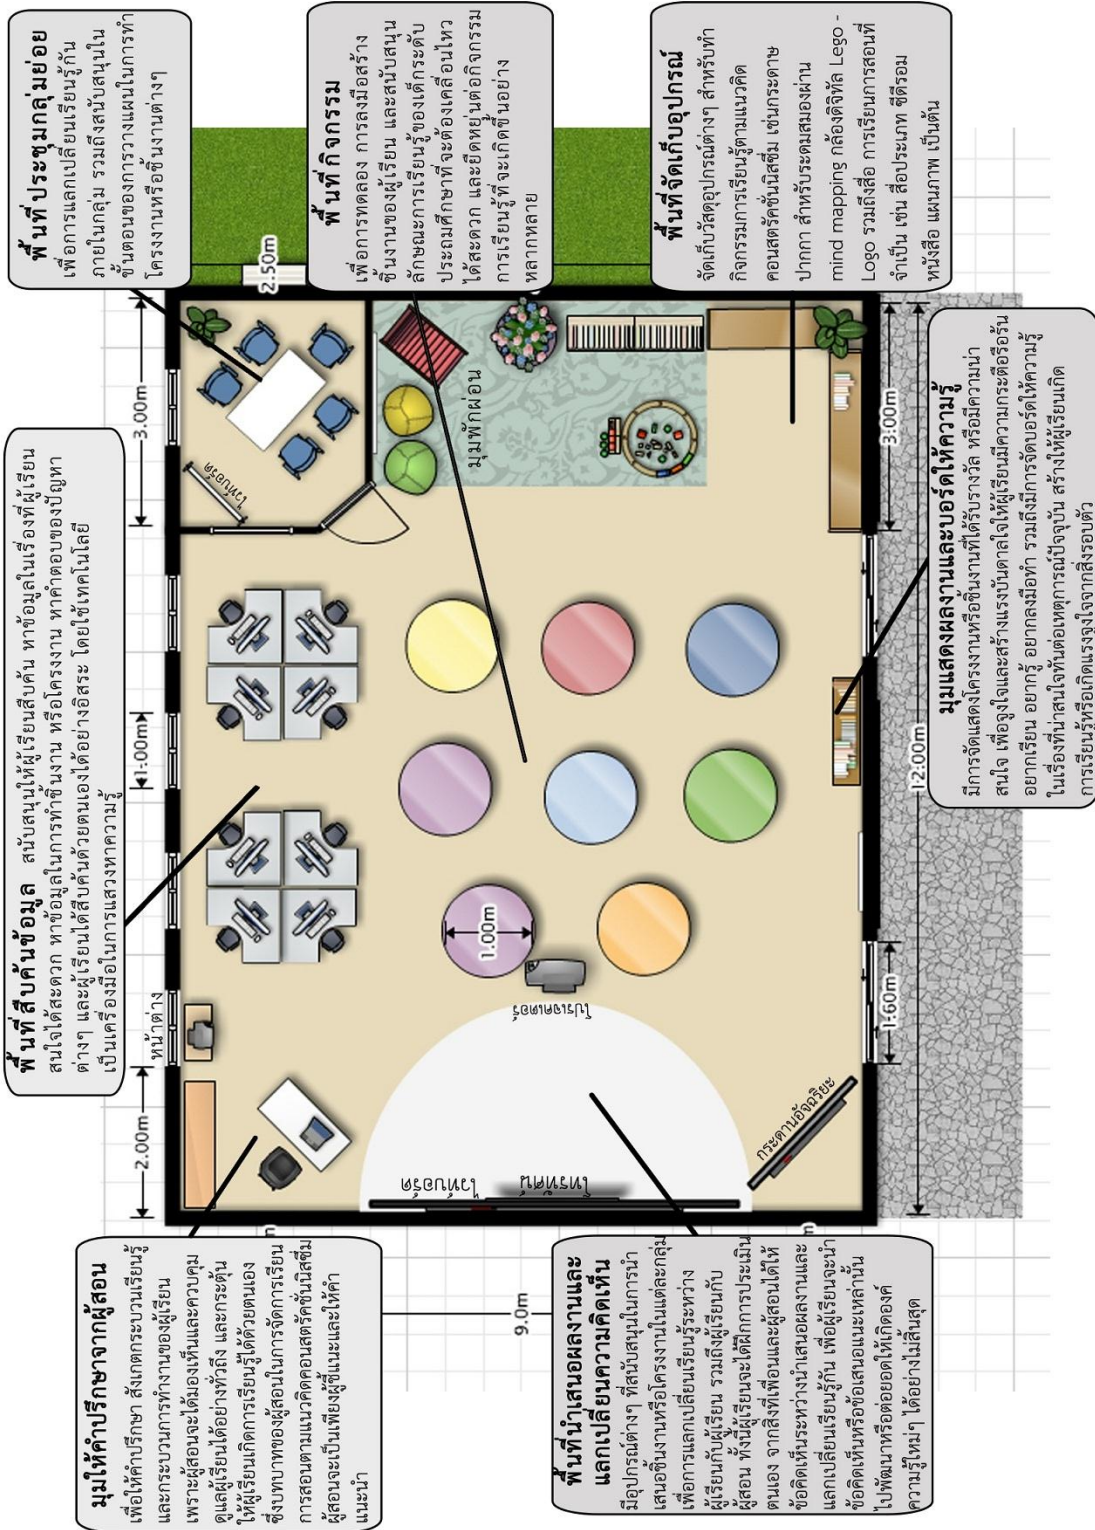 พื้นที่สืบค้นข้อมูล สนับสนุนให้ผู้เรียนสืบค้น หาข้อมูลในเรื่องที่ผู้เรียน
สนใจได้สะดวก หาข้อมูลในการทำชิ้นงาน หรือโครงงาน หาคำตอบของปัญหา
ต่างๆ และผู้เรียนได้สืบค้นด้วยตนเองได้อย่างอิสระ โดยใช้เทคโนโลยี
เป็นเครื่องมือในการแสวงหาความรู้
พื้นที่ประชุมกลุ่มย่อย
เพื่อการแลกเปลี่ยนเรียนรู้กัน
ภายในกลุ่ม รวมถึงสนับสนุนใน
ขั้นตอนของการวางแผนในการทำ
โครงงานหรือชิ้นงานต่างๆ
มุมให้คำปรึกษาจากผู้สอน
เพื่อให้คำปรึกษา สังเกตกระบวนเรียนรู้
และกระบวนการทำงานของผู้เรียน
เพราะผู้สอนจะได้มองเห็นและควบคุม
ดูแลผู้เรียนได้อย่างทั่วถึง และกระตุ้น
ให้ผู้เรียนเกิดการเรียนรู้ได้ด้วยตนเอง
ซึ่งบทบาทของผู้สอนในการจัดการเรียน
การสอนตามแนวคิดคอนสตรัคชั่นนิสซึ่ม
ผู้สอนจะเป็นเพียงผู้ชี้แนะและให้คำ
แนะนำ
พื้นที่กิจกรรม
เพื่อการทดลอง การลงมือสร้าง
ชิ้นงานของผู้เรียน และสนับสนุน
ลักษณะการเรียนรู้ของเด็กระดับ
ประถมศึกษาที่จะต้องเคลื่อนไหว
ได้สะดวก และยืดหยุ่นต่อกิจกรรม
การเรียนรู้ที่จะเกิดขึ้นอย่าง
หลากหลาย
พื้นที่จัดเก็บอุปกรณ์
จัดเก็บวัสดุอุปกรณ์ต่างๆ สำหรับทำ
กิจกรรมการเรียนรู้ตามแนวคิด
คอนสตรัคชั่นนิสซึ่ม เช่นกระดาษ
ปากกา สำหรับระดมสมองผ่าน
mind mapping กล้องดิจิทัล Lego -
Logo รวมถึงสื่อ การเรียนการสอนที่
จำเป็น เช่น สื่อประเภท ซีดีรอม
หนังสือ แผนภาพ เป็นต้น
พื้นที่นำเสนอผลงานและ
แลกเปลี่ยนความคิดเห็น
มีอุปกรณ์ต่างๆ ที่สนับสนุนในการนำ
เสนอชิ้นงานหรือโครงงานในแต่ละกลุ่ม
เพื่อการแลกเปลี่ยนเรียนรู้ระหว่าง
ผู้เรียนกับผู้เรียน รวมถึงผู้เรียนกับ
ผู้สอน ทั้งนี้ผู้เรียนจะได้ฝึกการประเมิน
ตนเอง จากสิ่งที่เพื่อนและผู้สอนได้ให้
ข้อคิดเห็นระหว่างนำเสนอผลงานและ
แลกเปลี่ยนเรียนรู้กัน เพื่อผู้เรียนจะนำ
ข้อคิดเห็นหรือข้อเสนอแนะเหล่านั้น
ไปพัฒนาหรือต่อยอดให้เกิดองค์
ความรู้ใหม่ๆ ได้อย่างไม่สิ้นสุด
มุมแสดงผลงานและบอร์ดให้ความรู้
มีการจัดแสดงโครงงานหรือชิ้นงานที่ได้รับรางวัล หรือมีความน่า
สนใจ เพื่อจูงใจและสร้างแรงบันดาลใจให้ผู้เรียนมีความกระตือรือร้น
อยากเรียน อยากรู้ อยากลงมือทำ รวมถึงมีการจัดบอร์ดให้ความรู้
ในเรื่องที่น่าสนใจทันต่อเหตุการณ์ปัจจุบัน สร้างให้ผู้เรียนเกิด
การเรียนรู้หรือเกิดแรงจูงใจจากสิ่งรอบตัว
2.00m
หน้าต่าง
1.00m
3.00m
2.50m
ไวท์บอร์ด
มุมพักผ่อน
1.00m
โปรเจคเตอร์
ไวท์บอร์ด
โทรทัศน์
กระดานอัจฉริยะ
9.0m
1.60m
3.00m
12.00m
m
m